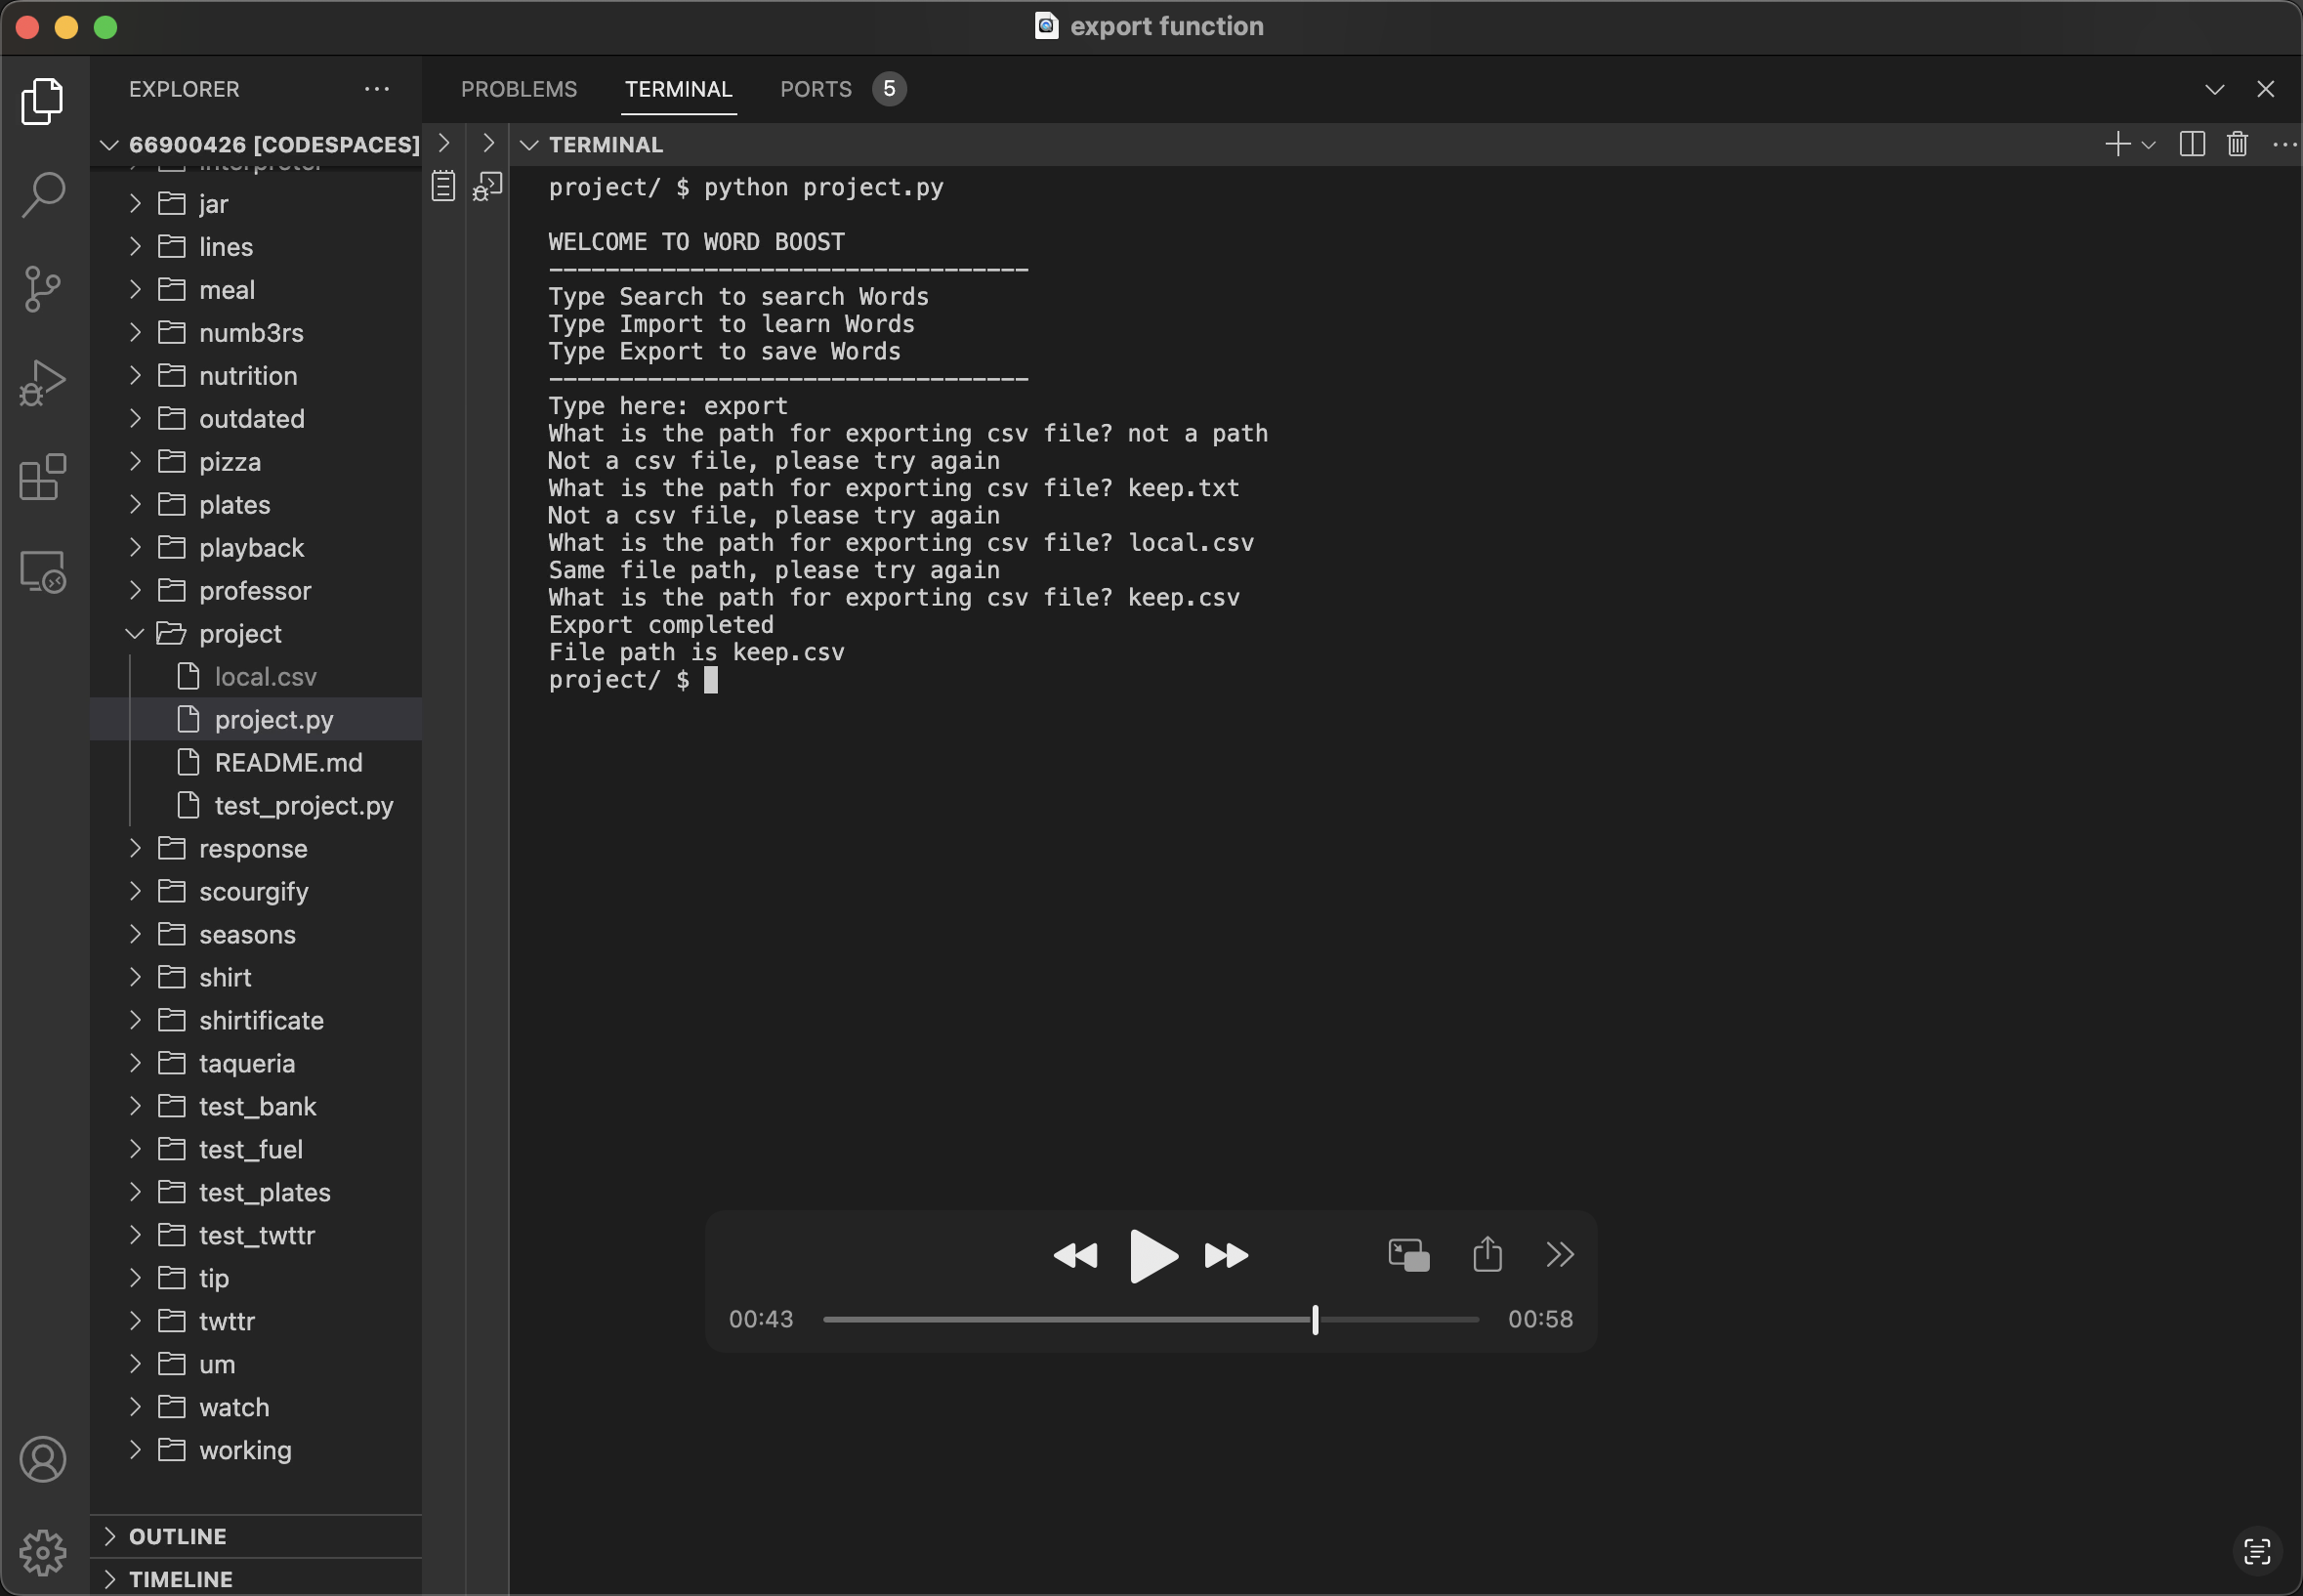 export function
EXPLORER
PROBLEMS TERMINAL PORTS 5
66900426 [CODESPACES]
interpreter
jar
lines
meal
numb3rs
nutrition
outdated
pizza
plates
playback
professor
project
local.csv
project.py
README.md
test_project.py
response
scourgify
seasons
shirt
shirtificate
taqueria
test_bank
test_fuel
test_plates
test_twttr
tip
twttr
um
watch
working
OUTLINE
TIMELINE
TERMINAL
project/ $ python project.py
WELCOME TO WORD BOOST
----------------------------------
Type Search to search Words
Type Import to learn Words
Type Export to save Words
----------------------------------
Type here: export
What is the path for exporting csv file? not a path
Not a csv file, please try again
What is the path for exporting csv file? keep.txt
Not a csv file, please try again
What is the path for exporting csv file? local.csv
Same file path, please try again
What is the path for exporting csv file? keep.csv
Export completed
File path is keep.csv
project/ $
00:43 00:58